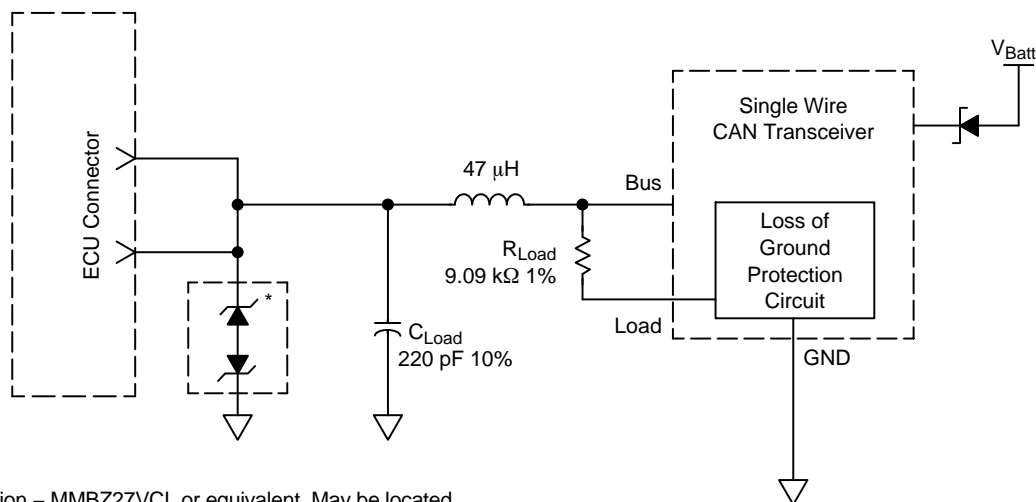 ECU Connector
*
47 μH
Bus
R_Load
9.09 kΩ 1%
Load
C_Load
220 pF 10%
Single Wire
CAN Transceiver
Loss of
Ground
Protection
Circuit
GND
V_Batt
– MMBZ27VCL or equivalent. May be located